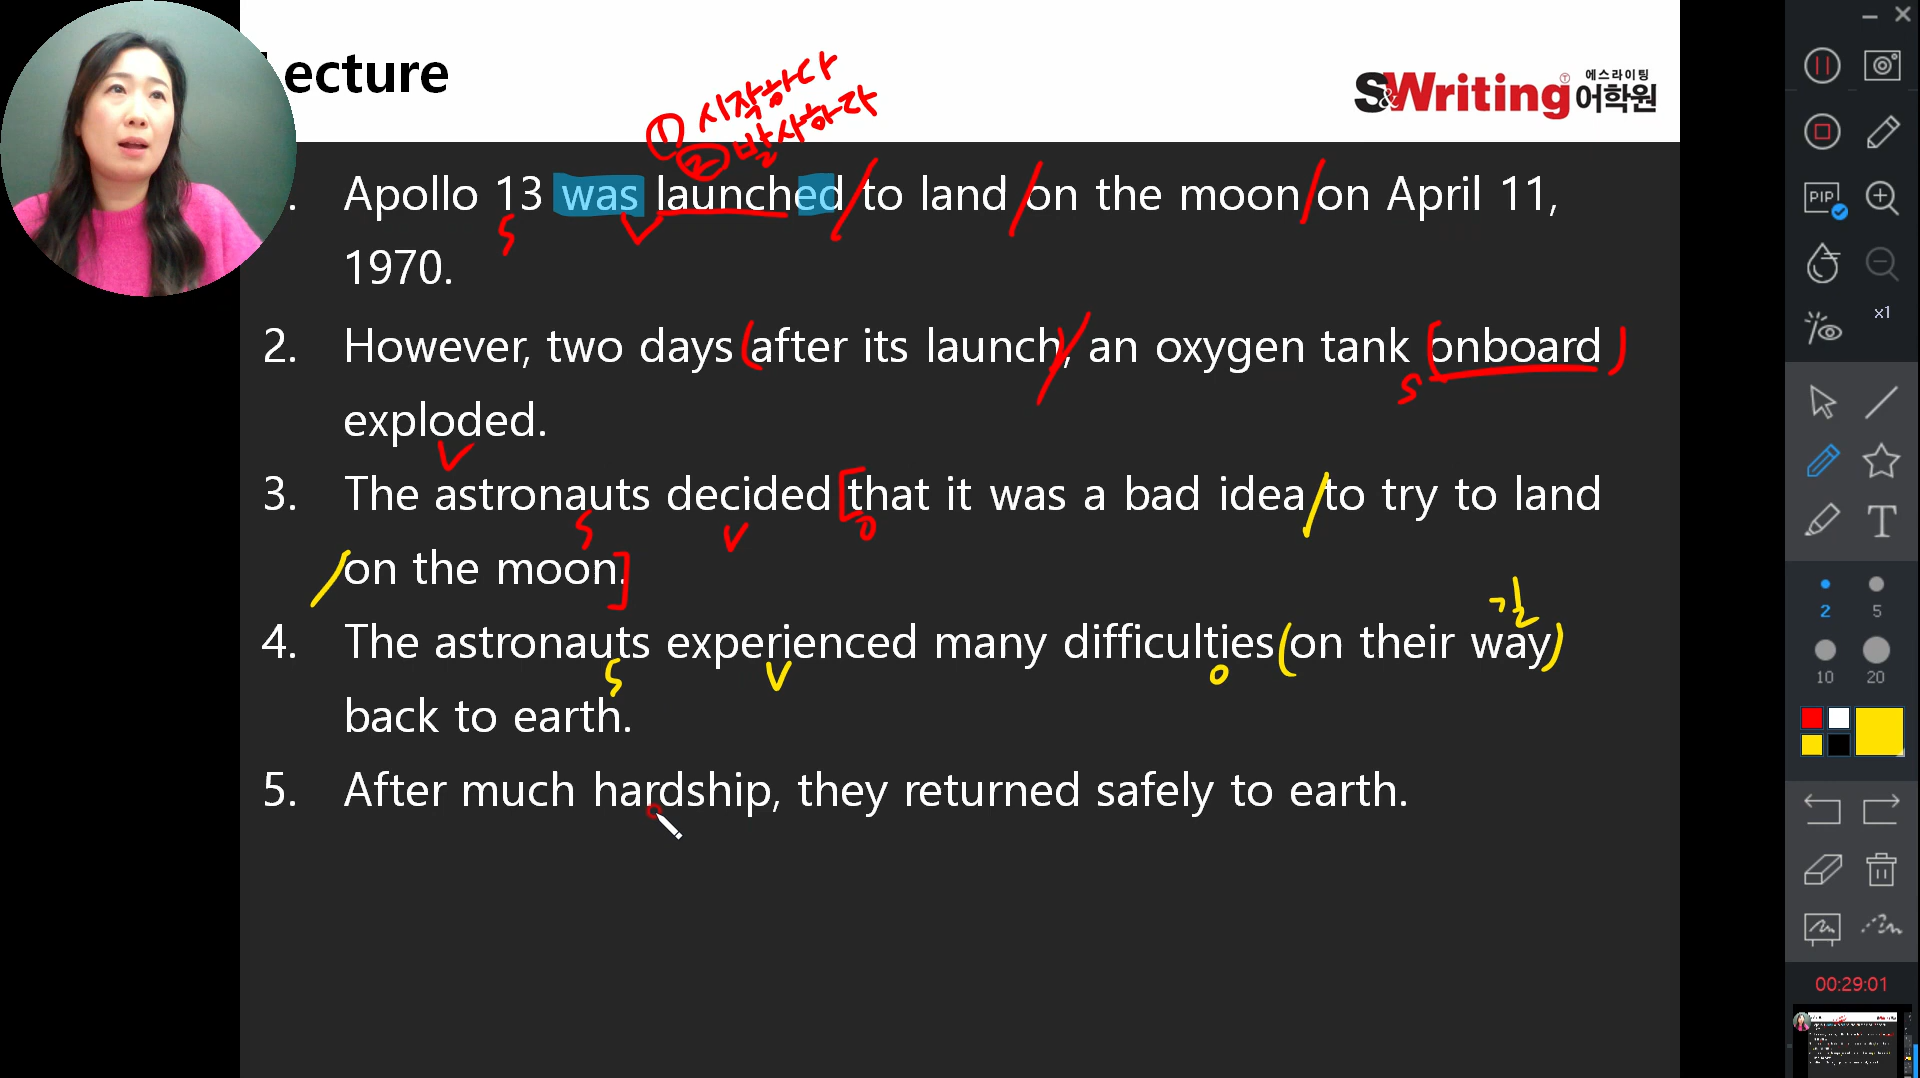 ecture
에스라이팅
S&Writing 어학원
① 시작하다
② 발사하다
. Apollo 13 was launched to land on the moon on April 11,
S V
1970.
2. However, two days (after its launch), an oxygen tank (onboard)
S
exploded.
V
3. The astronauts decided [that it was a bad idea to try to land
S V O
on the moon.]
길
4. The astronauts experienced many difficulties (on their way)
S V O
back to earth.
5. After much hardship, they returned safely to earth.
PIP
x1
T
2 5
10 20
00:29:01